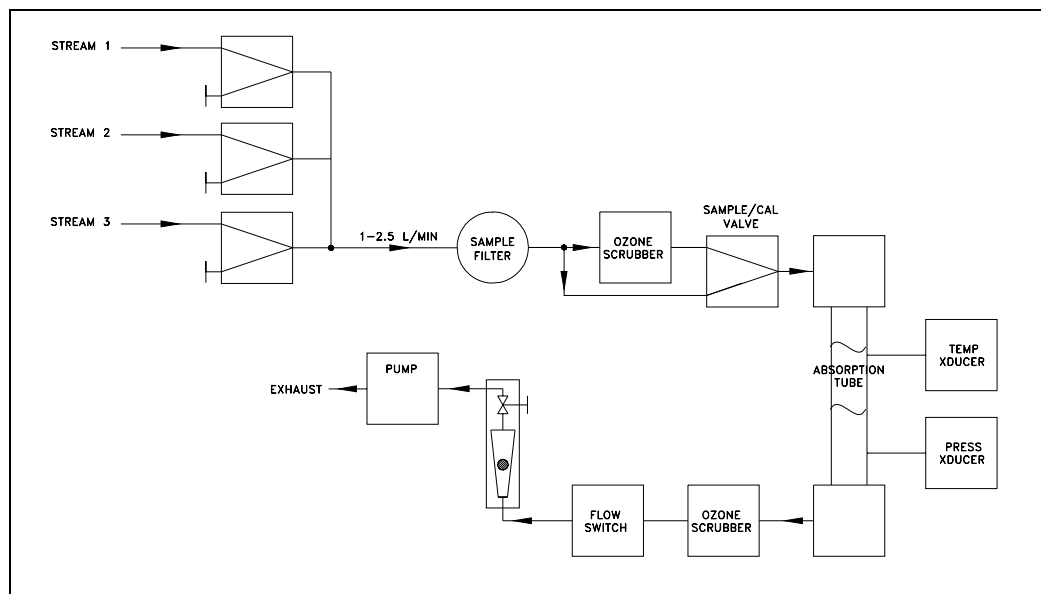 STREAM 1
STREAM 2
STREAM 3
1-2.5 L/MIN
SAMPLE
FILTER
OZONE
SCRUBBER
SAMPLE/CAL
VALVE
TEMP
XDUCER
ABSORPTION
TUBE
PRESS
XDUCER
EXHAUST
PUMP
FLOW
SWITCH
OZONE
SCRUBBER